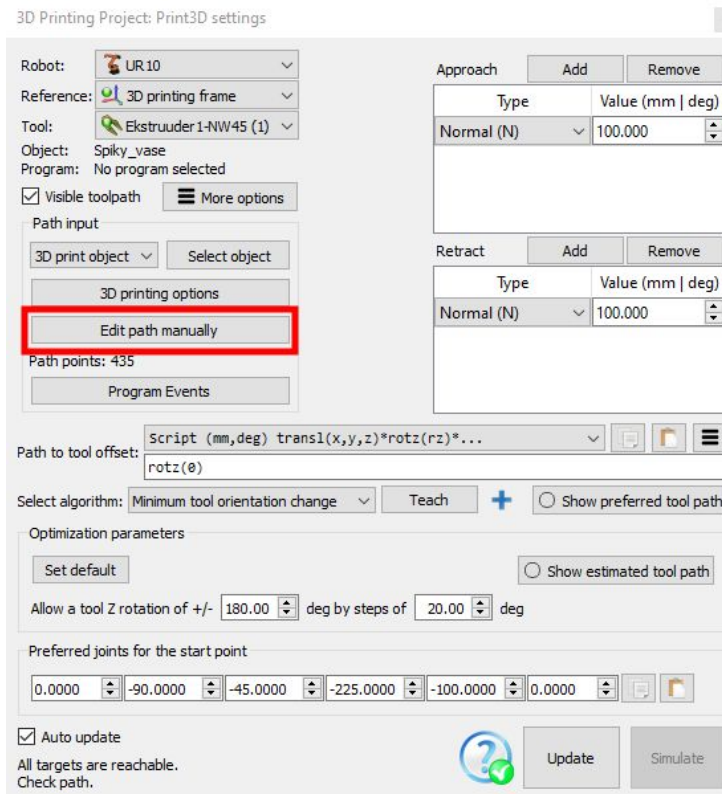 3D Printing Project: Print3D settings
Robot: UR10
Reference: 3D printing frame
Tool: Ekstruuder1-NW45 (1)
Object: Spiky_vase
Program: No program selected
Visible toolpath More options
Path input
3D print object Select object
3D printing options
Edit path manually
Path points: 435
Program Events
Approach Add Remove
Type Value (mm | deg)
Normal (N) 100.000
Retract Add Remove
Type Value (mm | deg)
Normal (N) 100.000
Path to tool offset: Script (mm,deg) transl(x,y,z)*rotz(rz)*...
rotz(0)
Select algorithm: Minimum tool orientation change Teach Show preferred tool path
Optimization parameters
Set default Show estimated tool path
Allow a tool Z rotation of +/- 180.00 deg by steps of 20.00 deg
Preferred joints for the start point
0.0000 -90.0000 -45.0000 -225.0000 -100.0000 0.0000
Auto update
All targets are reachable.
Check path.
Update Simulate